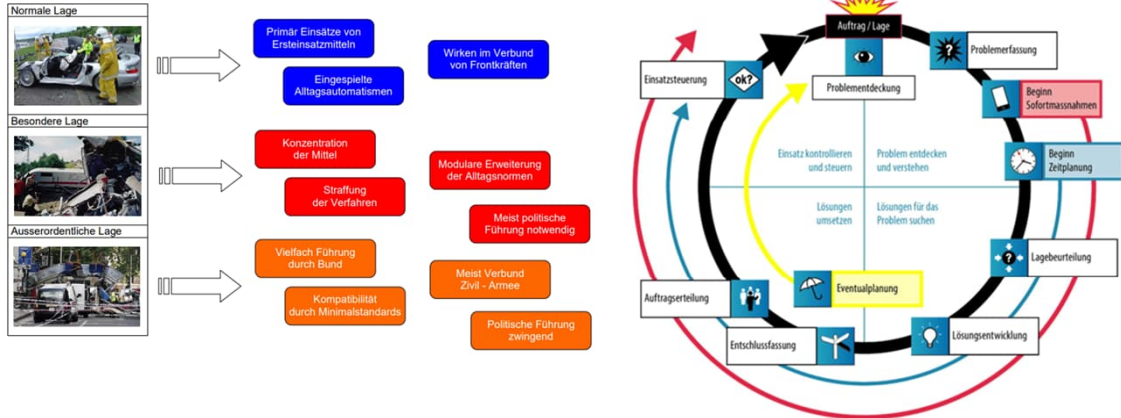 Normale Lage
Primär Einsätze von
Ersteinsatzmitteln
Eingespielte
Alltagsautomatismen
Wirken im Verbund
von Frontkräften
Besondere Lage
Konzentration
der Mittel
Straffung
der Verfahren
Modulare Erweiterung
der Alltagsnormen
Meist politische
Führung notwendig
Ausserordentliche Lage
Vielfach Führung
durch Bund
Kompatibilität
durch Minimalstandards
Meist Verbund
Zivil - Armee
Politische Führung
zwingend
Auftrag / Lage
Problementdeckung
?
Problemerfassung
Beginn
Sofortmassnahmen
Beginn
Zeitplanung
?
Lagebeurteilung
Lösungsentwicklung
Entschlussfassung
Auftragserteilung
Eventualplanung
Einsatzsteuerung
ok?
Einsatz kontrollieren
und steuern
Problem entdecken
und verstehen
Lösungen
umsetzen
Lösungen für das
Problem suchen